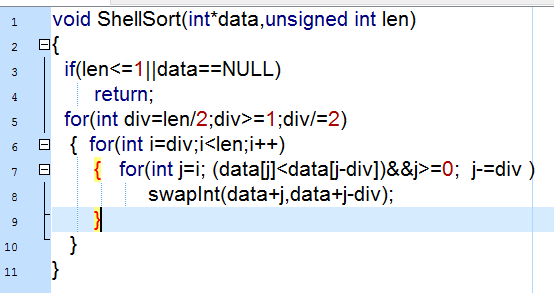 1 void ShellSort(int*data,unsigned int len)
2 {
3 if(len<=1||data==NULL)
4 return;
5 for(int div=len/2;div>=1;div/=2)
6 { for(int i=div;i<len;i++)
7 { for(int j=i; (data[j]<data[j-div])&&j>=0; j-=div )
8 swapInt(data+j,data+j-div);
9 }
10 }
11 }